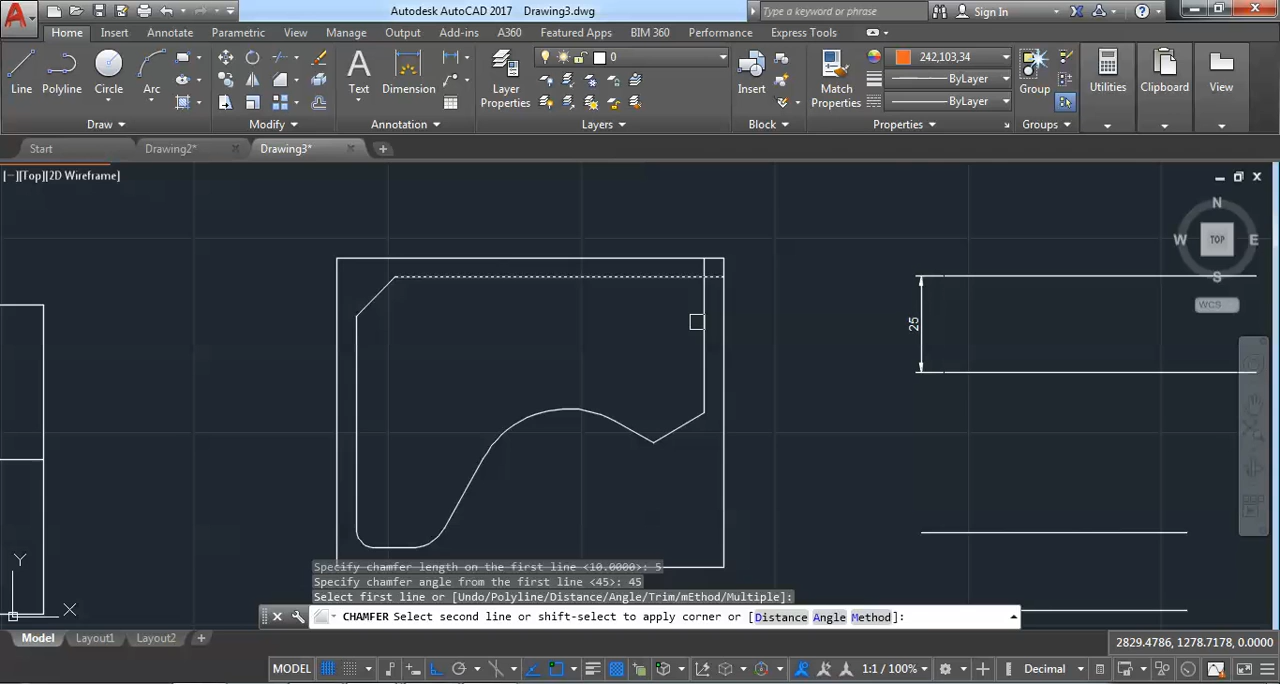 Autodesk AutoCAD 2017 Drawing3.dwg
Type a keyword or phrase
Sign In
Home Insert Annotate Parametric View Manage Output Add-ins A360 Featured Apps BIM 360 Performance Express Tools
Line Polyline Circle Arc
Text Dimension
Layer Properties
0
Insert
Match Properties
242,103,34
ByLayer
ByLayer
Group
Utilities
Clipboard
View
Draw Modify Annotation Layers Block Properties Groups
Start Drawing2* Drawing3*
[−][Top][2D Wireframe]
N
W TOP E
S
WCS
25
Y
X
Specify chamfer length on the first line <10.0000>: 5
Specify chamfer angle from the first line <45>: 45
Select first line or [Undo/Polyline/Distance/Angle/Trim/mEthod/Multiple]:
CHAMFER Select second line or shift-select to apply corner or [Distance Angle Method]:
Model Layout1 Layout2
2829.4786, 1278.7178, 0.0000
MODEL 1:1 / 100% Decimal